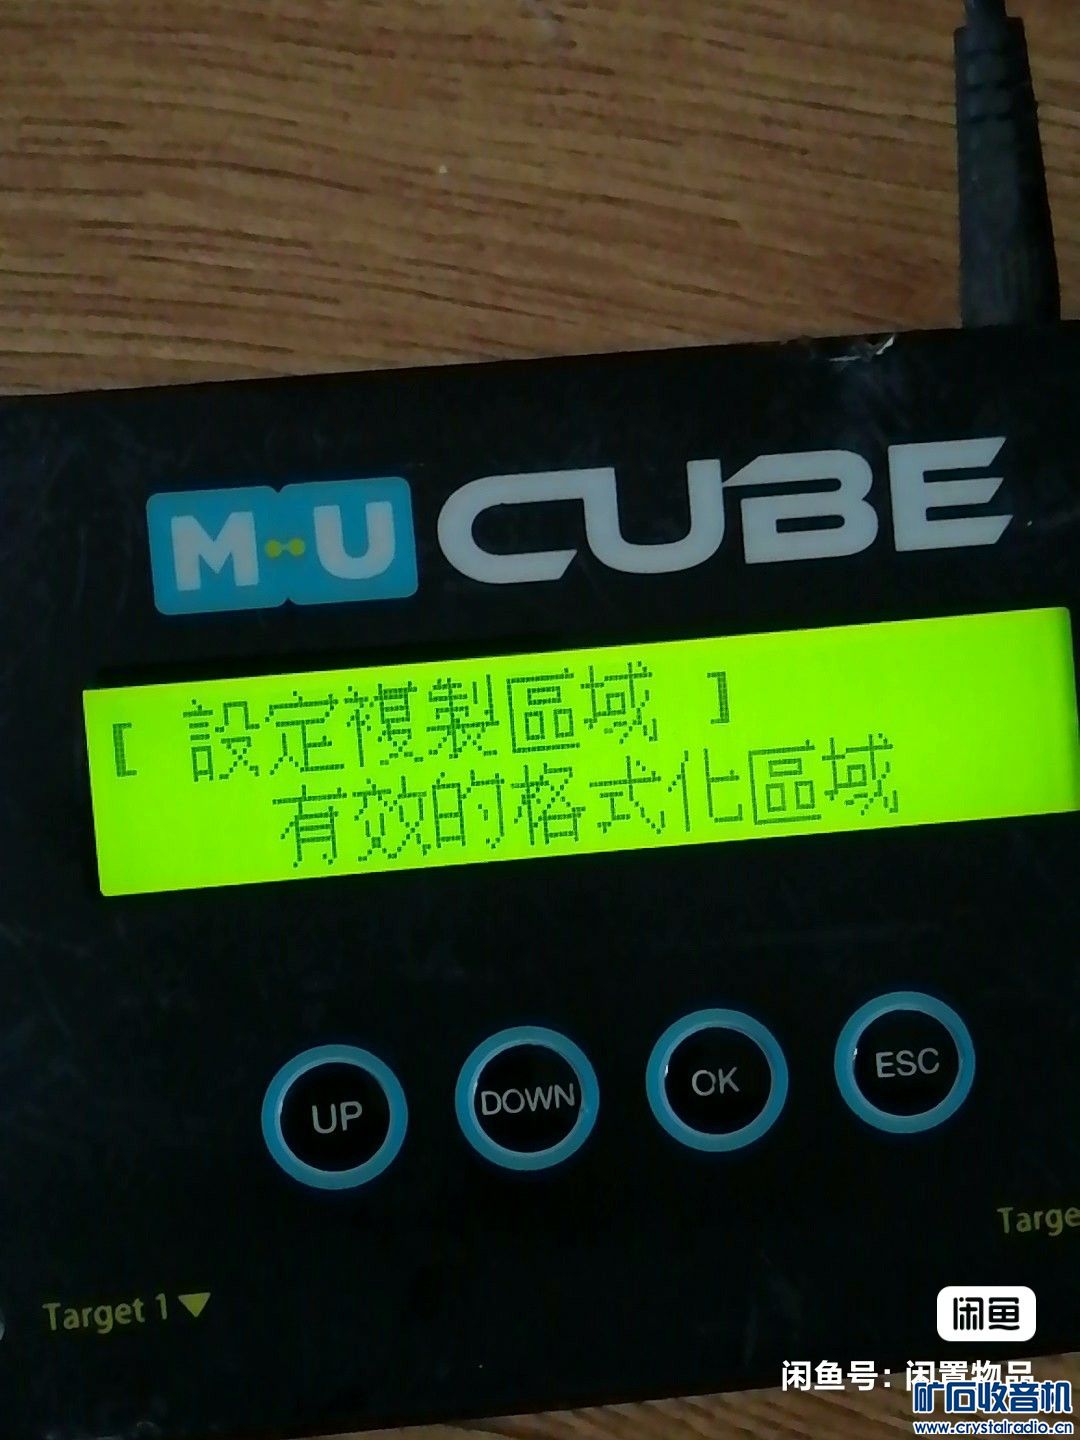 M U CUBE
[ 設定複製區域 ]
有效的格式化區域
UP DOWN OK ESC
Target 1
闲鱼
闲鱼号：闲置物品
矿石收音机
www.crystalradio.cn